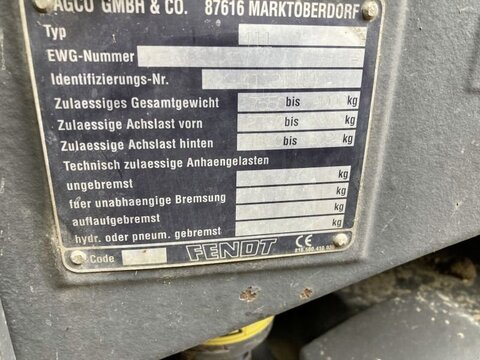 AGCO GMBH & CO. 87616 MARKTOBERDORF
Typ
EWG-Nummer
Identifizierungs-Nr.
Zulaessiges Gesamtgewicht bis kg
Zulaessige Achslast vorn bis kg
Zulaessige Achslast hinten bis kg
Technisch zulaessige Anhaengelasten
ungebremst kg
fuer unabhaengige Bremsung kg
auflaufgebremst kg
hydr. oder pneum. gebremst kg
Code FENDT CE